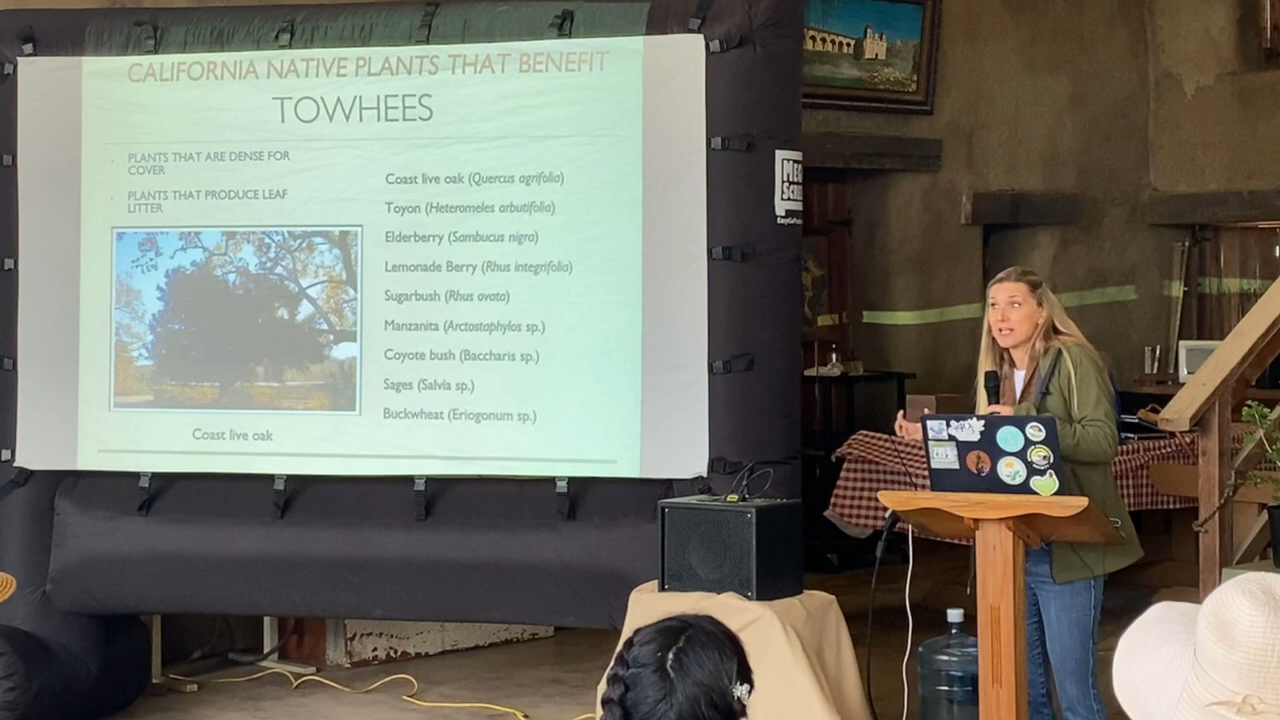 CALIFORNIA NATIVE PLANTS THAT BENEFIT
TOWHEES
PLANTS THAT ARE DENSE FOR
COVER
PLANTS THAT PRODUCE LEAF
LITTER
Coast live oak
Coast live oak (Quercus agrifolia)
Toyon (Heteromeles arbutifolia)
Elderberry (Sambucus nigra)
Lemonade Berry (Rhus integrifolia)
Sugarbush (Rhus ovata)
Manzanita (Arctostaphylos sp.)
Coyote bush (Baccharis sp.)
Sages (Salvia sp.)
Buckwheat (Eriogonum sp.)